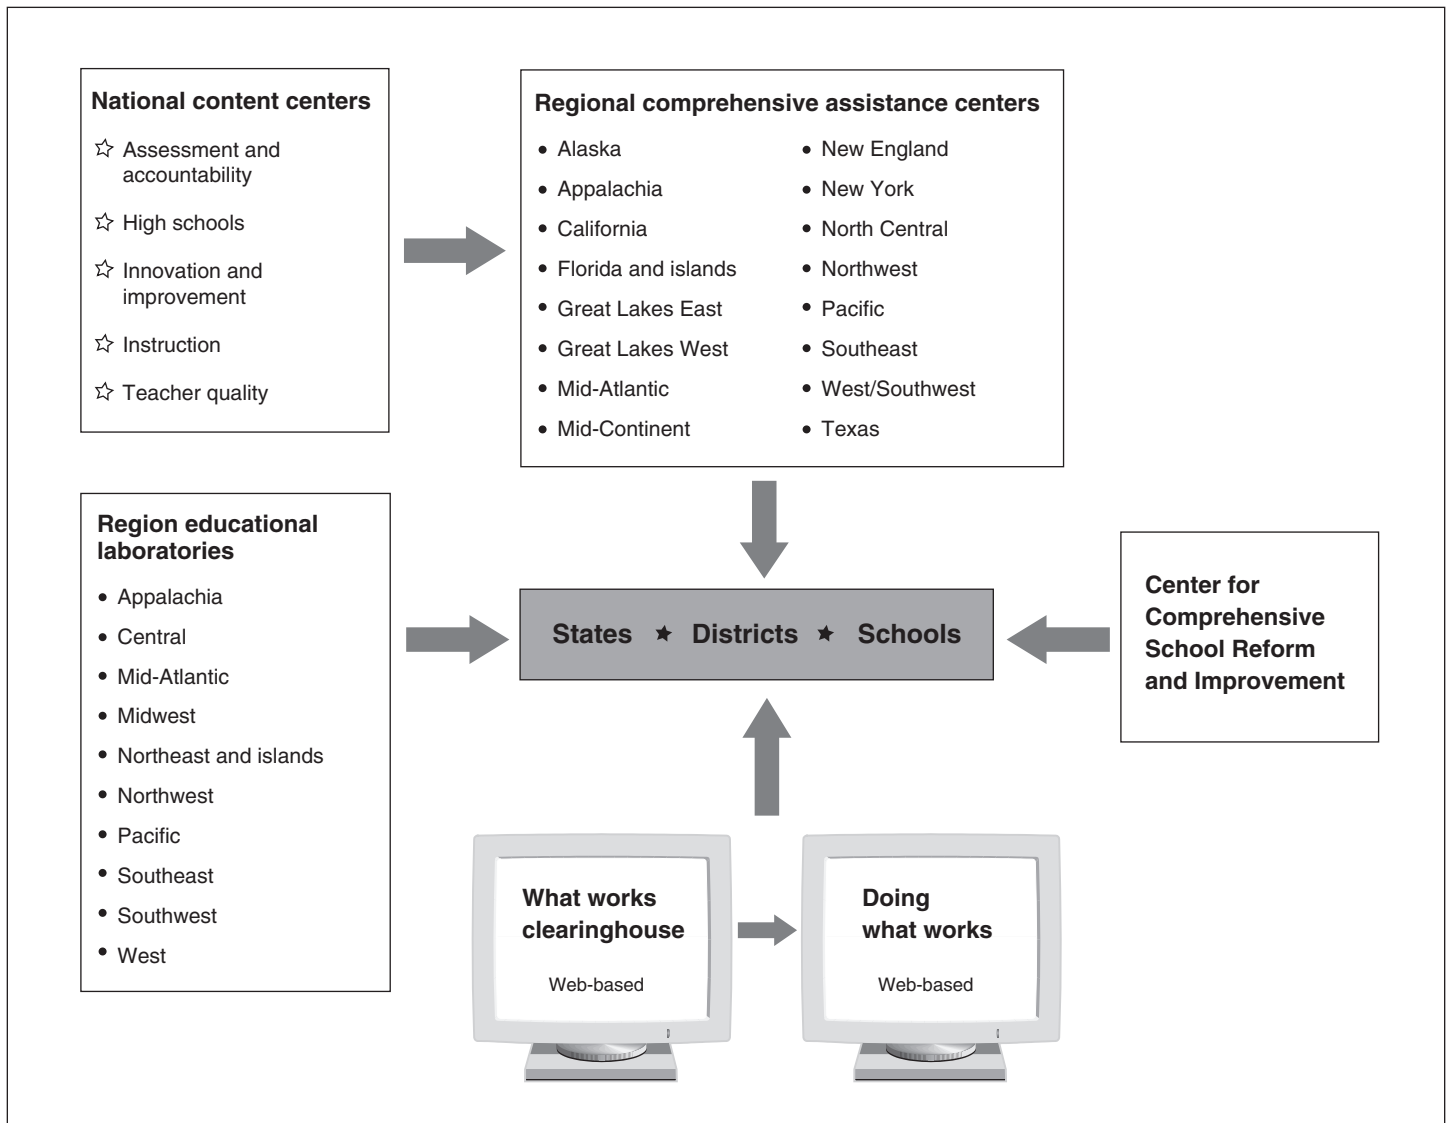 National content centers
Assessment and
accountability
High schools
Innovation and
improvement
Instruction
Teacher quality
Regional comprehensive assistance centers
Alaska
Appalachia
California
Florida and islands
Great Lakes East
Great Lakes West
Mid-Atlantic
Mid-Continent
New England
New York
North Central
Northwest
Pacific
Southeast
West/Southwest
Texas
Region educational
laboratories
Appalachia
Central
Mid-Atlantic
Midwest
Northeast and islands
Northwest
Pacific
Southeast
Southwest
West
States ★ Districts ★ Schools
Center for
Comprehensive
School Reform
and Improvement
What works
clearinghouse
Web-based
Doing
what works
Web-based